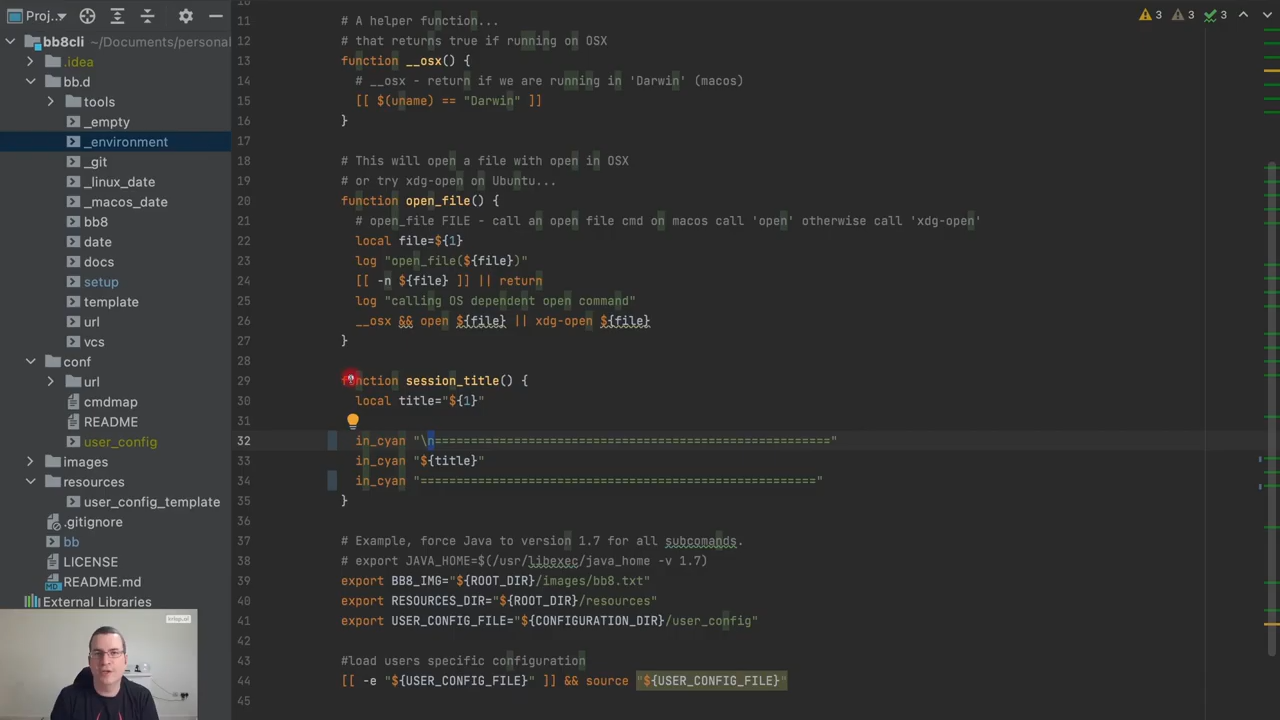 Proj...
bb8cli ~/Documents/personal
.idea
bb.d
tools
_empty
_environment
_git
_linux_date
_macos_date
bb8
date
docs
setup
template
url
vcs
conf
url
cmdmap
README
user_config
images
resources
user_config_template
.gitignore
bb
LICENSE
README.md
External Libraries
3 3 3
11 # A helper function...
12 # that returns true if running on OSX
13 function __osx() {
14 # __osx - return if we are running in 'Darwin' (macos)
15 [[ $(uname) == "Darwin" ]]
16 }
17
18 # This will open a file with open in OSX
19 # or try xdg-open on Ubuntu...
20 function open_file() {
21 # open_file FILE - call an open file cmd on macos call 'open' otherwise call 'xdg-open'
22 local file=${1}
23 log "open_file(${file})"
24 [[ -n ${file} ]] || return
25 log "calling OS dependent open command"
26 __osx && open ${file} || xdg-open ${file}
27 }
28
29 function session_title() {
30 local title="${1}"
31
32 in_cyan "\n======================================================="
33 in_cyan "${title}"
34 in_cyan "======================================================="
35 }
36
37 # Example, force Java to version 1.7 for all subcomands.
38 # export JAVA_HOME=$(/usr/libexec/java_home -v 1.7)
39 export BB8_IMG="${ROOT_DIR}/images/bb8.txt"
40 export RESOURCES_DIR="${ROOT_DIR}/resources"
41 export USER_CONFIG_FILE="${CONFIGURATION_DIR}/user_config"
42
43 #load users specific configuration
44 [[ -e "${USER_CONFIG_FILE}" ]] && source "${USER_CONFIG_FILE}"
45